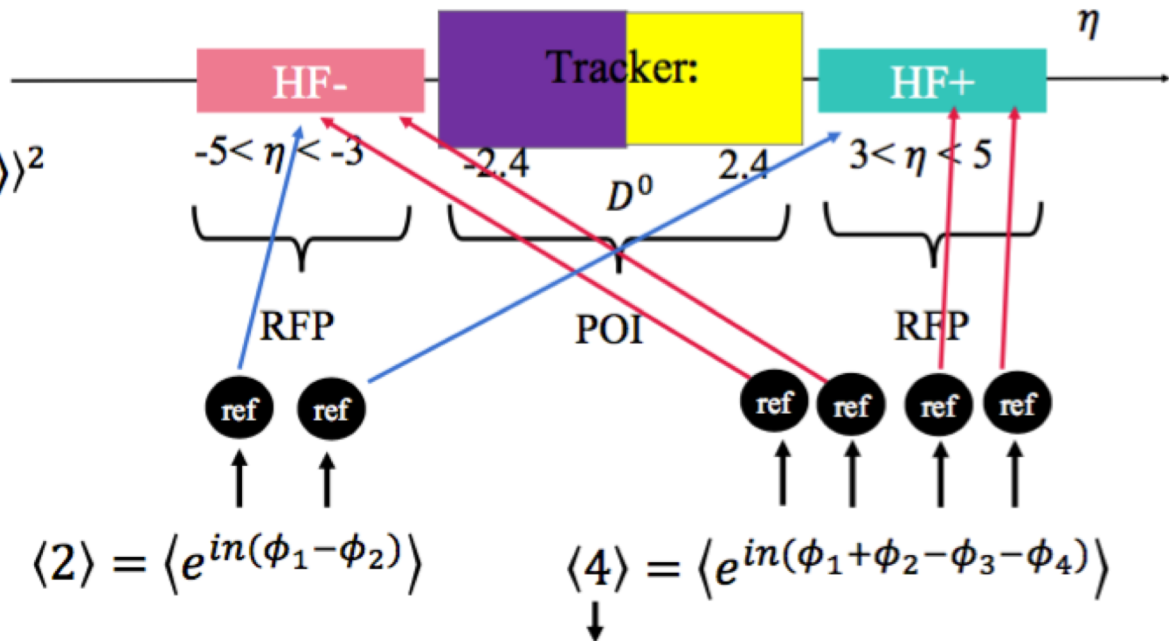 η
HF- Tracker: HF+
-5< η < -3 -2.4 2.4 3< η < 5
⟩⟩²
D⁰
RFP POI RFP
ref ref ref ref ref ref
⟨2⟩ = ⟨e^{in(ϕ₁−ϕ₂)}⟩ ⟨4⟩ = ⟨e^{in(ϕ₁+ϕ₂−ϕ₃−ϕ₄)}⟩